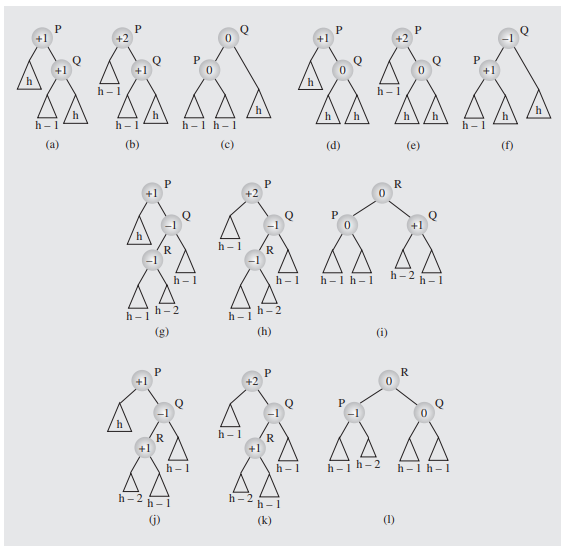 P P Q P P Q
+1 +2 0 +1 +2 -1
Q Q P Q Q P
+1 +1 0 0 0 +1
h h – 1 h h – 1
h h h h h h h h h
h – 1 h – 1 h – 1 h – 1 h – 1
(a) (b) (c) (d) (e) (f)
P P R
+1 +2 0
Q Q P Q
-1 -1 0 +1
h h – 1
R R
-1 -1
h – 1 h – 1 h – 1 h – 1 h – 2 h – 1
h – 1 h – 2 h – 1 h – 2
(g) (h) (i)
P P R
+1 +2 0
Q Q P Q
-1 -1 -1 0
h h – 1
R R
+1 +1
h – 1 h – 1 h – 1 h – 2 h – 1 h – 1
h – 2 h – 1 h – 2 h – 1
(j) (k) (l)